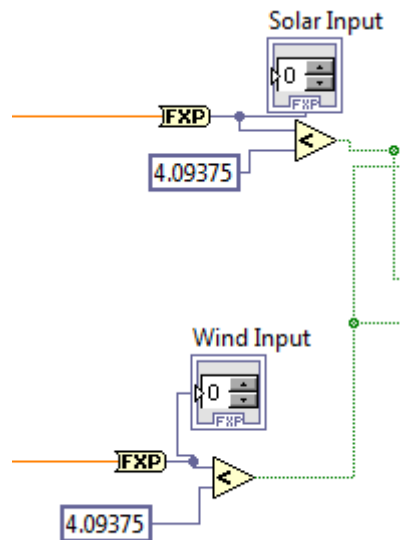 Solar Input
0
FXP
FXP
<
4.09375
Wind Input
0
FXP
FXP
<
4.09375